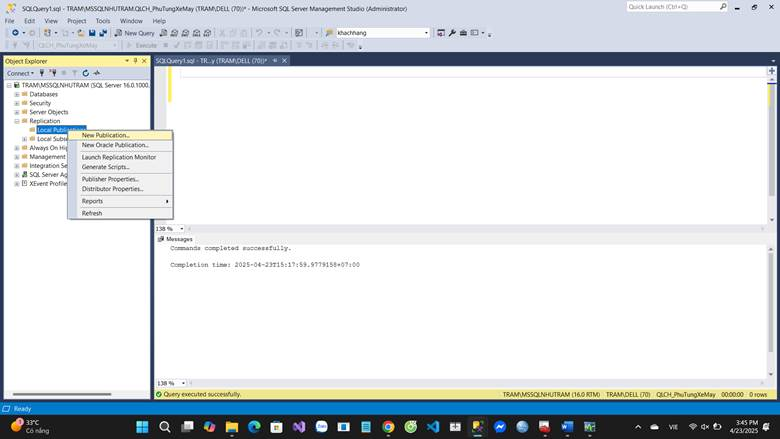 SQLQuery1.sql - TRAM\MSSQLNHUTRAM.QLCH_PhuTungXeMay (TRAM\DELL (70))* - Microsoft SQL Server Management Studio (Administrator)
Quick Launch (Ctrl+Q)
File Edit View Project Tools Window Help
New Query
khachhang
QLCH_PhuTungXeMay
Execute
Object Explorer
Connect
TRAM\MSSQLNHUTRAM (SQL Server 16.0.1000.
Databases
Security
Server Objects
Replication
Local Publications
Local Subs
Always On Hig
Management
Integration Se
SQL Server Ag
XEvent Profile
New Publication...
New Oracle Publication...
Launch Replication Monitor
Generate Scripts...
Publisher Properties...
Distributor Properties...
Reports
Refresh
SQLQuery1.sql - TR...y (TRAM\DELL (70))*
138 %
Messages
Commands completed successfully.
Completion time: 2025-04-23T15:17:59.9779158+07:00
138 %
Query executed successfully.
TRAM\MSSQLNHUTRAM (16.0 RTM)
TRAM\DELL (70)
QLCH_PhuTungXeMay
00:00:00
0 rows
Ready
33°C
Có nắng
VIE
3:45 PM
4/23/2025